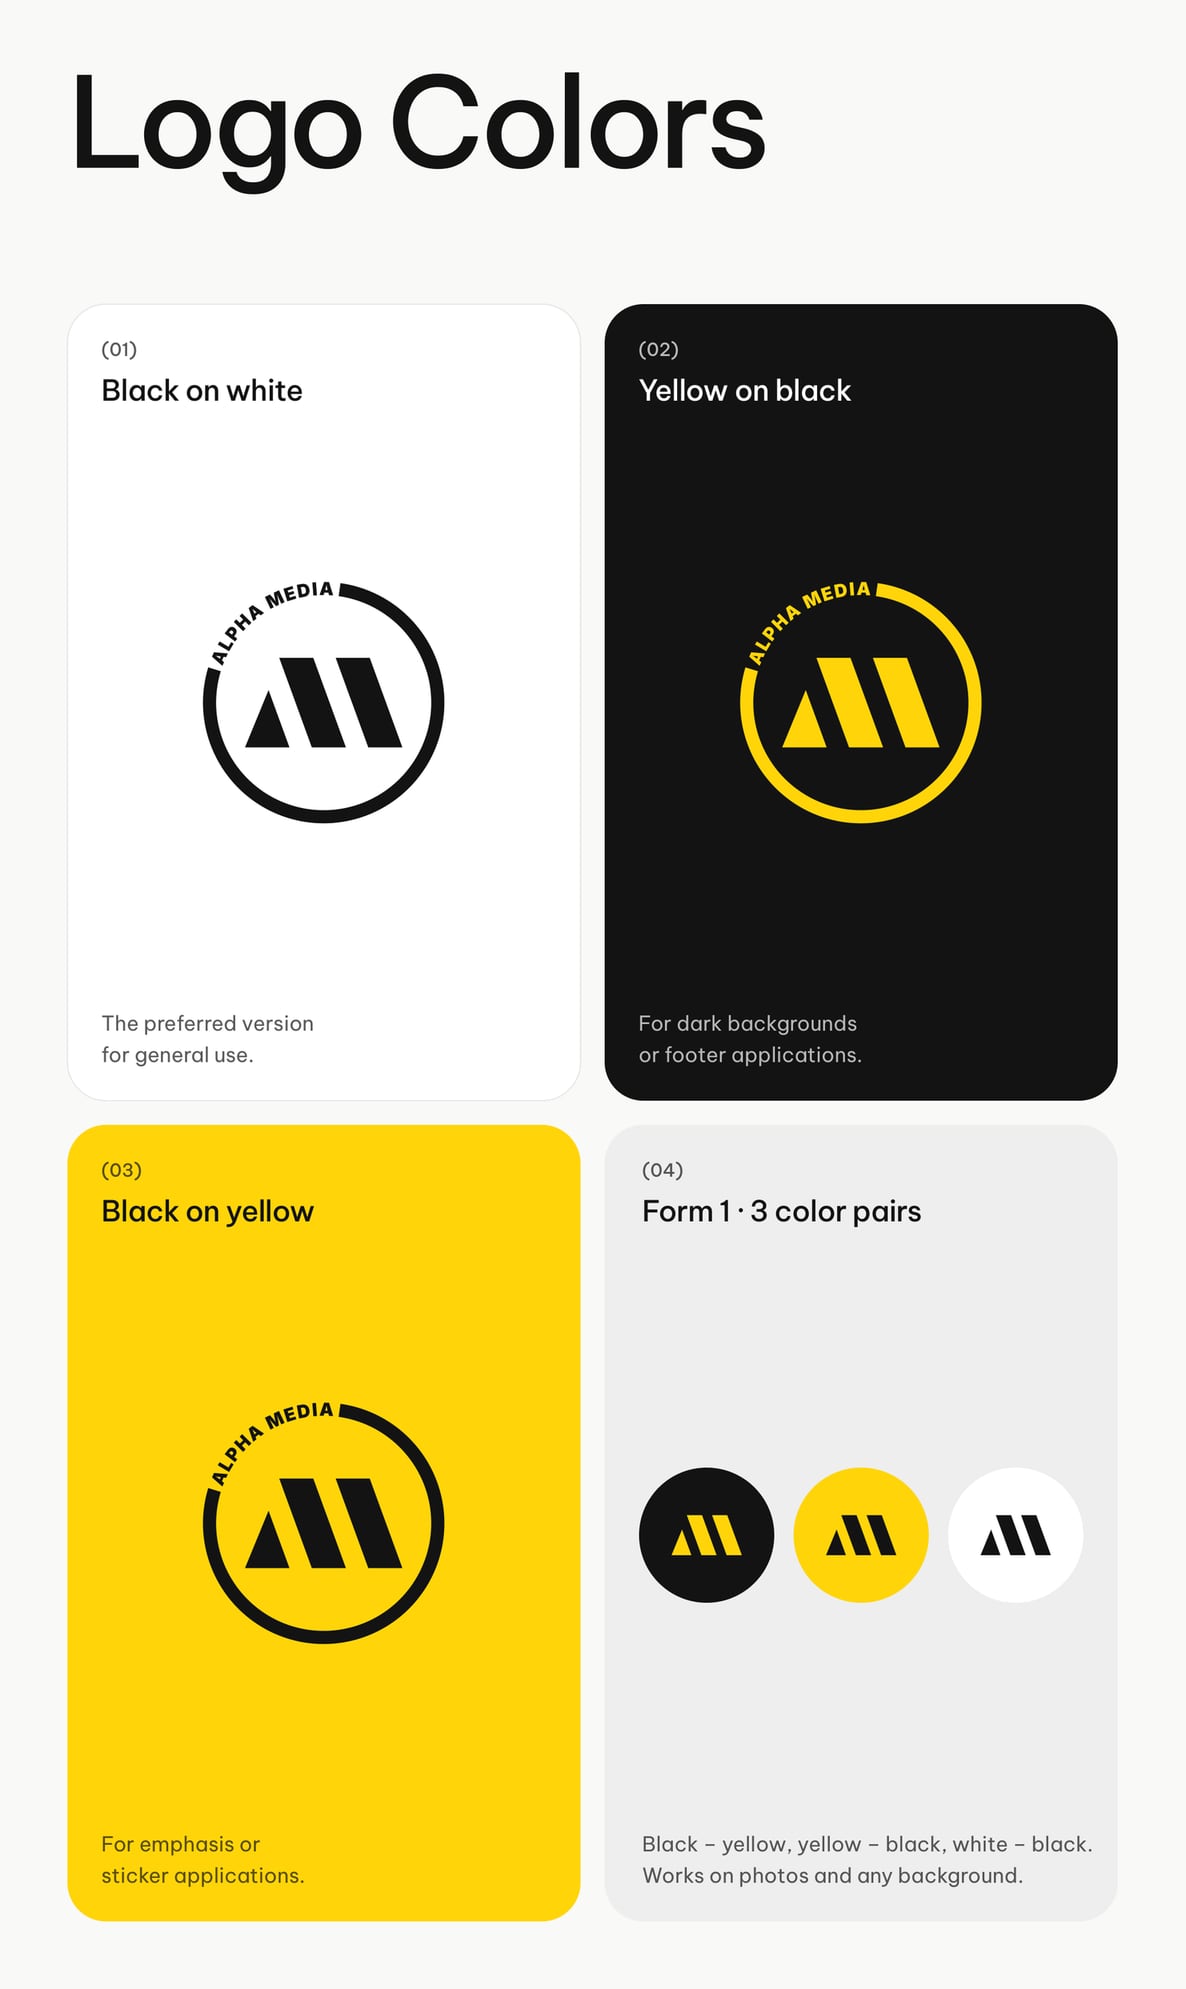 Logo Colors
(01)
Black on white
ALPHA MEDIA
The preferred version
for general use.
(02)
Yellow on black
ALPHA MEDIA
For dark backgrounds
or footer applications.
(03)
Black on yellow
ALPHA MEDIA
For emphasis or
sticker applications.
(04)
Form 1 · 3 color pairs
Black – yellow, yellow – black, white – black.
Works on photos and any background.